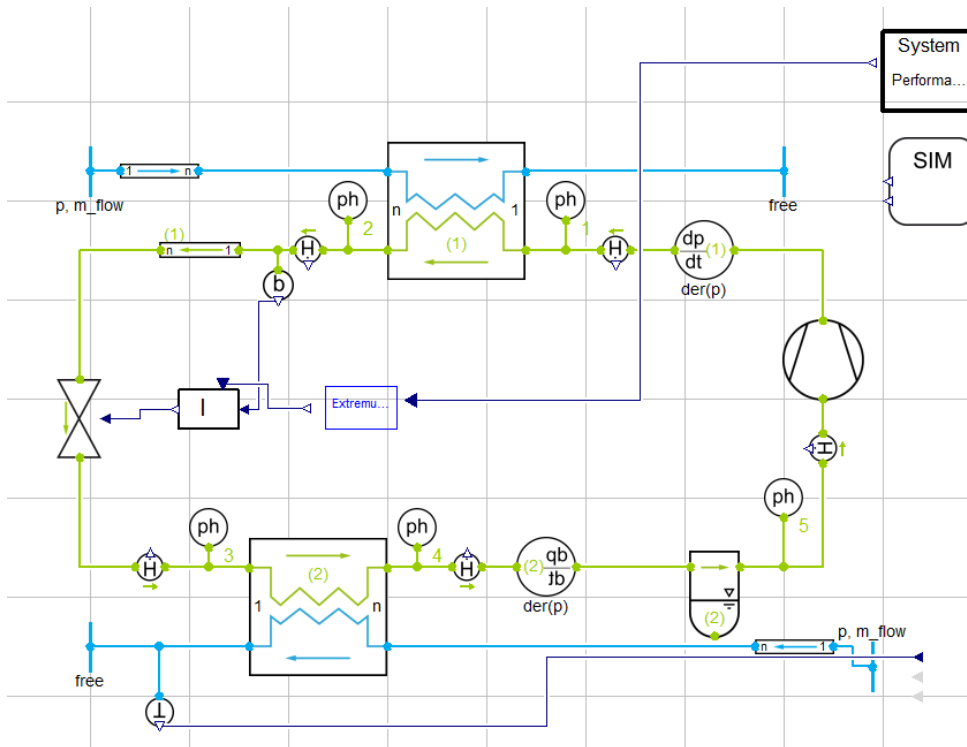 System
Performa...
SIM
1 n
p, m_flow
n 1
free
ph
2
ph
1
(1)
n 1
(1)
H
H
dp
dt
(1)
der(p)
b
I
Extremu...
ph
5
H
ph
3
ph
4
H
H
(2)
dp
dt
der(p)
1 n
(2)
(2)
free
n 1
p, m_flow
T